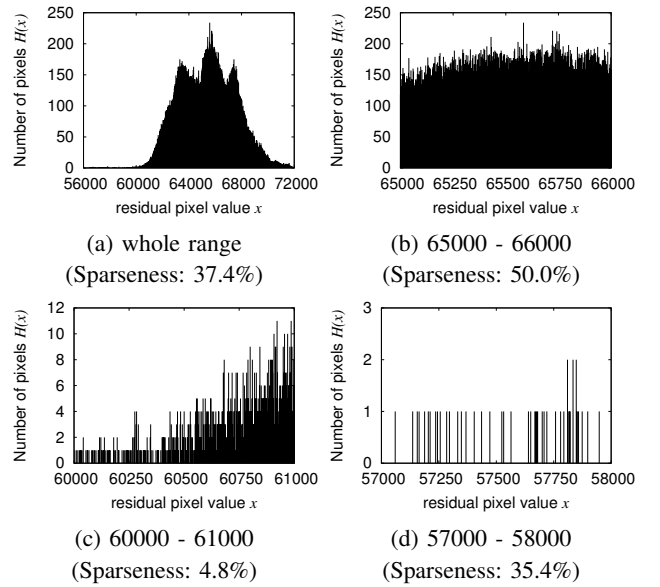 Number of pixels H(x)
250
200
150
100
50
0
56000 60000 64000 68000 72000
residual pixel value x
(a) whole range
(Sparseness: 37.4%)
Number of pixels H(x)
250
200
150
100
50
0
65000 65250 65500 65750 66000
residual pixel value x
(b) 65000 - 66000
(Sparseness: 50.0%)
Number of pixels H(x)
12
10
8
6
4
2
0
60000 60250 60500 60750 61000
residual pixel value x
(c) 60000 - 61000
(Sparseness: 4.8%)
Number of pixels H(x)
3
2
1
0
57000 57250 57500 57750 58000
residual pixel value x
(d) 57000 - 58000
(Sparseness: 35.4%)